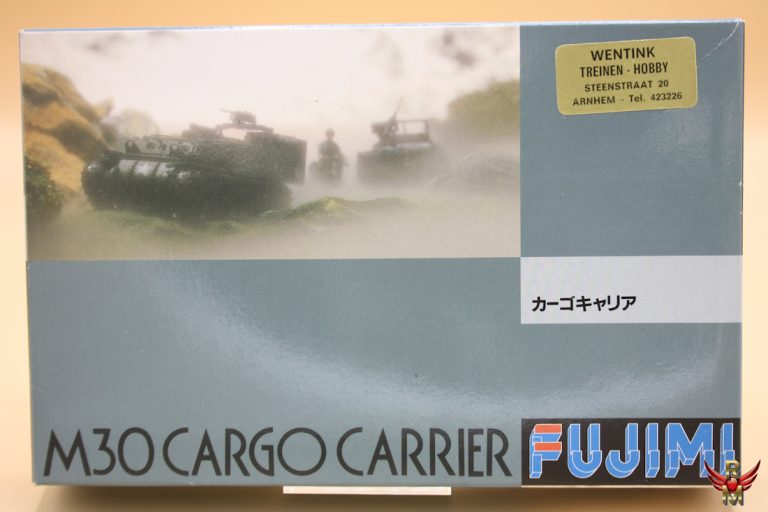 WENTINK
TREINEN - HOBBY
STEENSTRAAT 20
ARNHEM - Tel. 423226
カーゴキャリア
M30 CARGO CARRIER
FUJIMI
RM